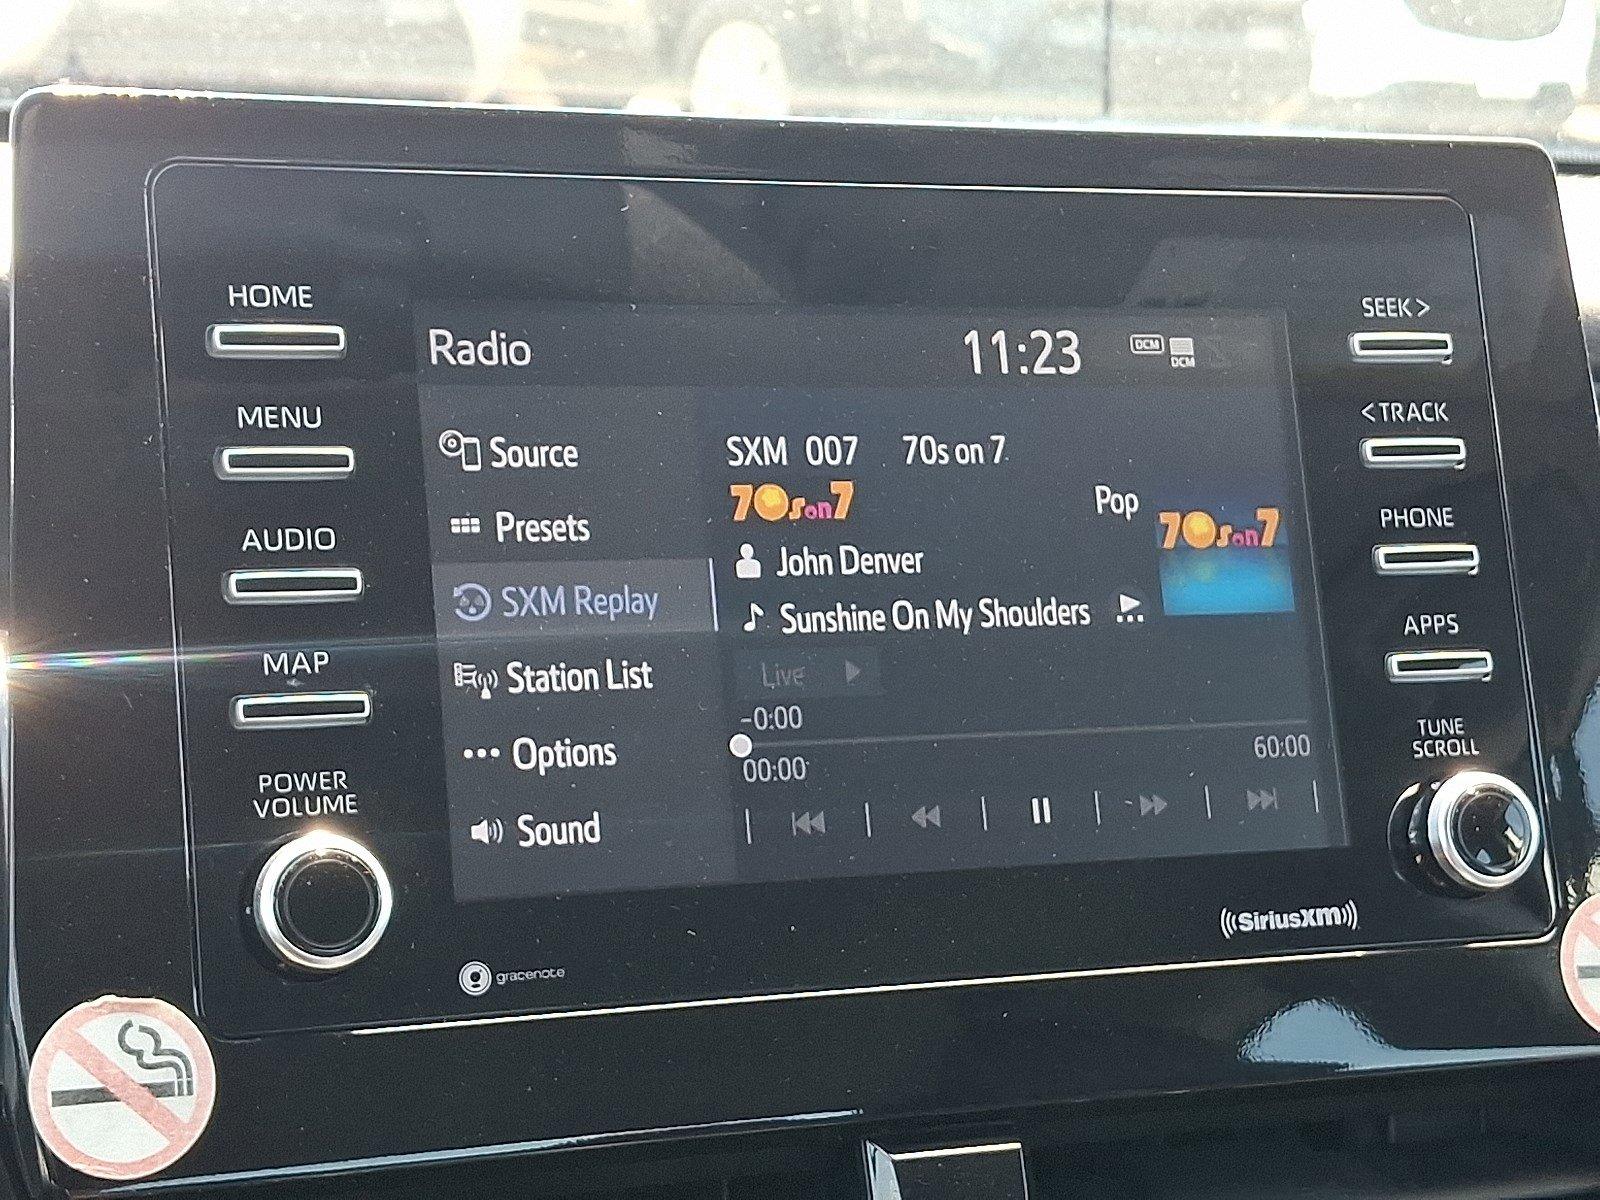 HOME
MENU
AUDIO
MAP
POWER
VOLUME
Radio
11:23
DCM
DCM
Source
Presets
SXM Replay
Station List
Options
Sound
SXM 007 70s on 7
70s on 7
Pop
70s on 7
John Denver
Sunshine On My Shoulders
Live
-0:00
00:00
60:00
SEEK >
< TRACK
PHONE
APPS
TUNE
SCROLL
((SiriusXM))
gracenote